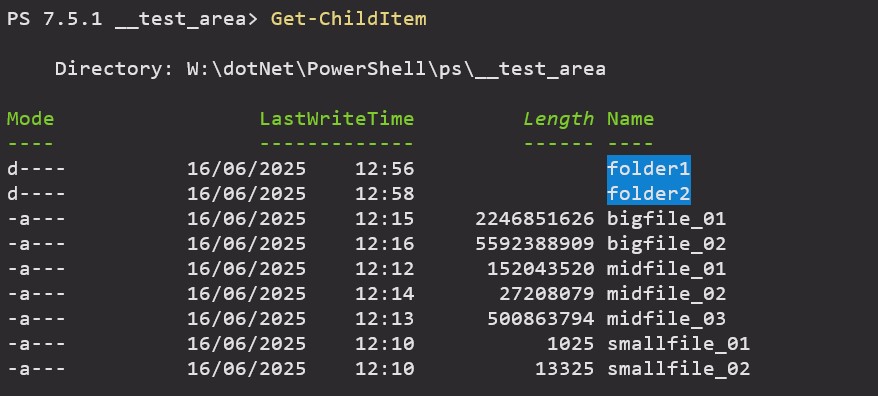 PS 7.5.1 __test_area> Get-ChildItem
Directory: W:\dotNet\PowerShell\ps\__test_area
Mode LastWriteTime Length Name
---- ------------- ------ ----
d---- 16/06/2025 12:56 folder1
d---- 16/06/2025 12:58 folder2
-a--- 16/06/2025 12:15 2246851626 bigfile_01
-a--- 16/06/2025 12:16 5592388909 bigfile_02
-a--- 16/06/2025 12:12 152043520 midfile_01
-a--- 16/06/2025 12:14 27208079 midfile_02
-a--- 16/06/2025 12:13 500863794 midfile_03
-a--- 16/06/2025 12:10 1025 smallfile_01
-a--- 16/06/2025 12:10 13325 smallfile_02